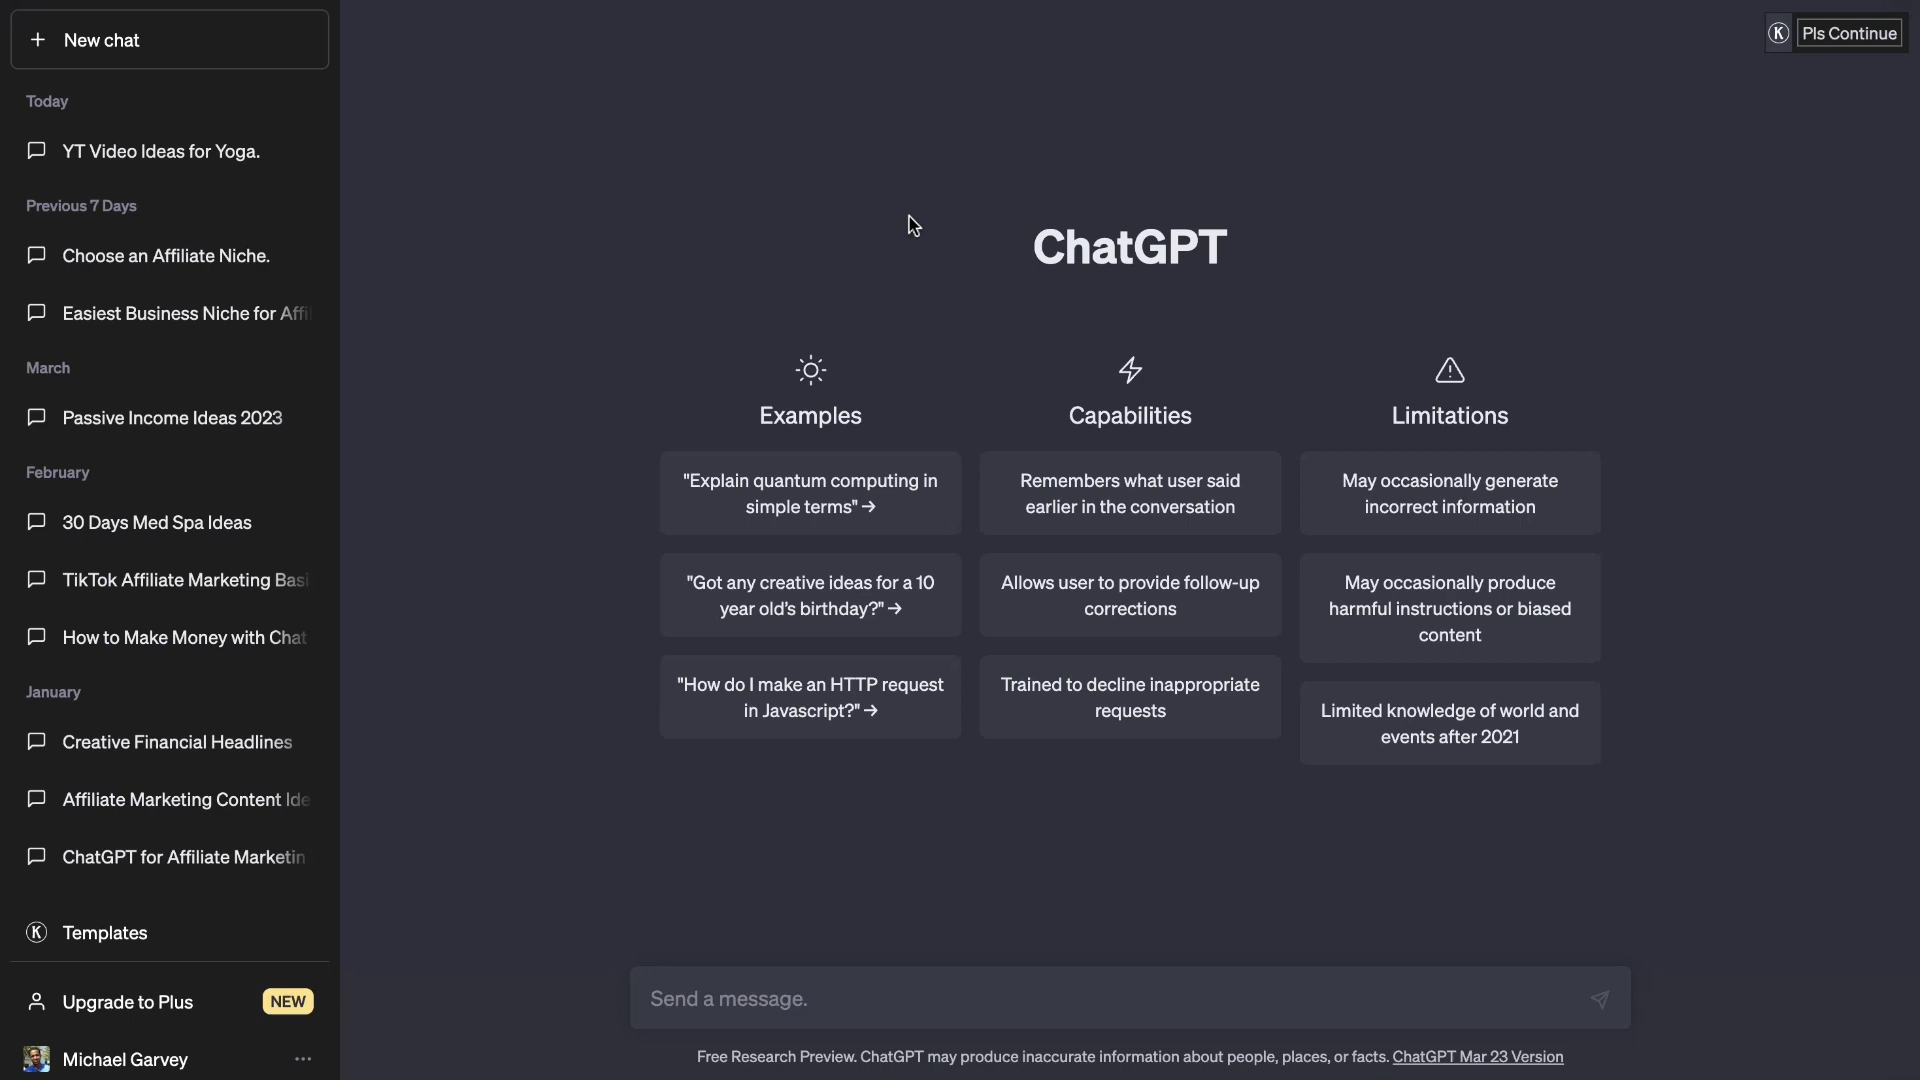 New chat
Today
YT Video Ideas for Yoga.
Previous 7 Days
Choose an Affiliate Niche.
Easiest Business Niche for Affil
March
Passive Income Ideas 2023
February
30 Days Med Spa Ideas
TikTok Affiliate Marketing Basi
How to Make Money with Chat
January
Creative Financial Headlines
Affiliate Marketing Content Ide
ChatGPT for Affiliate Marketin
K Templates
Upgrade to Plus NEW
Michael Garvey
K Pls Continue
ChatGPT
Examples
"Explain quantum computing in
simple terms" →
"Got any creative ideas for a 10
year old's birthday?" →
"How do I make an HTTP request
in Javascript?" →
Capabilities
Remembers what user said
earlier in the conversation
Allows user to provide follow-up
corrections
Trained to decline inappropriate
requests
Limitations
May occasionally generate
incorrect information
May occasionally produce
harmful instructions or biased
content
Limited knowledge of world and
events after 2021
Send a message.
Free Research Preview. ChatGPT may produce inaccurate information about people, places, or facts. ChatGPT Mar 23 Version